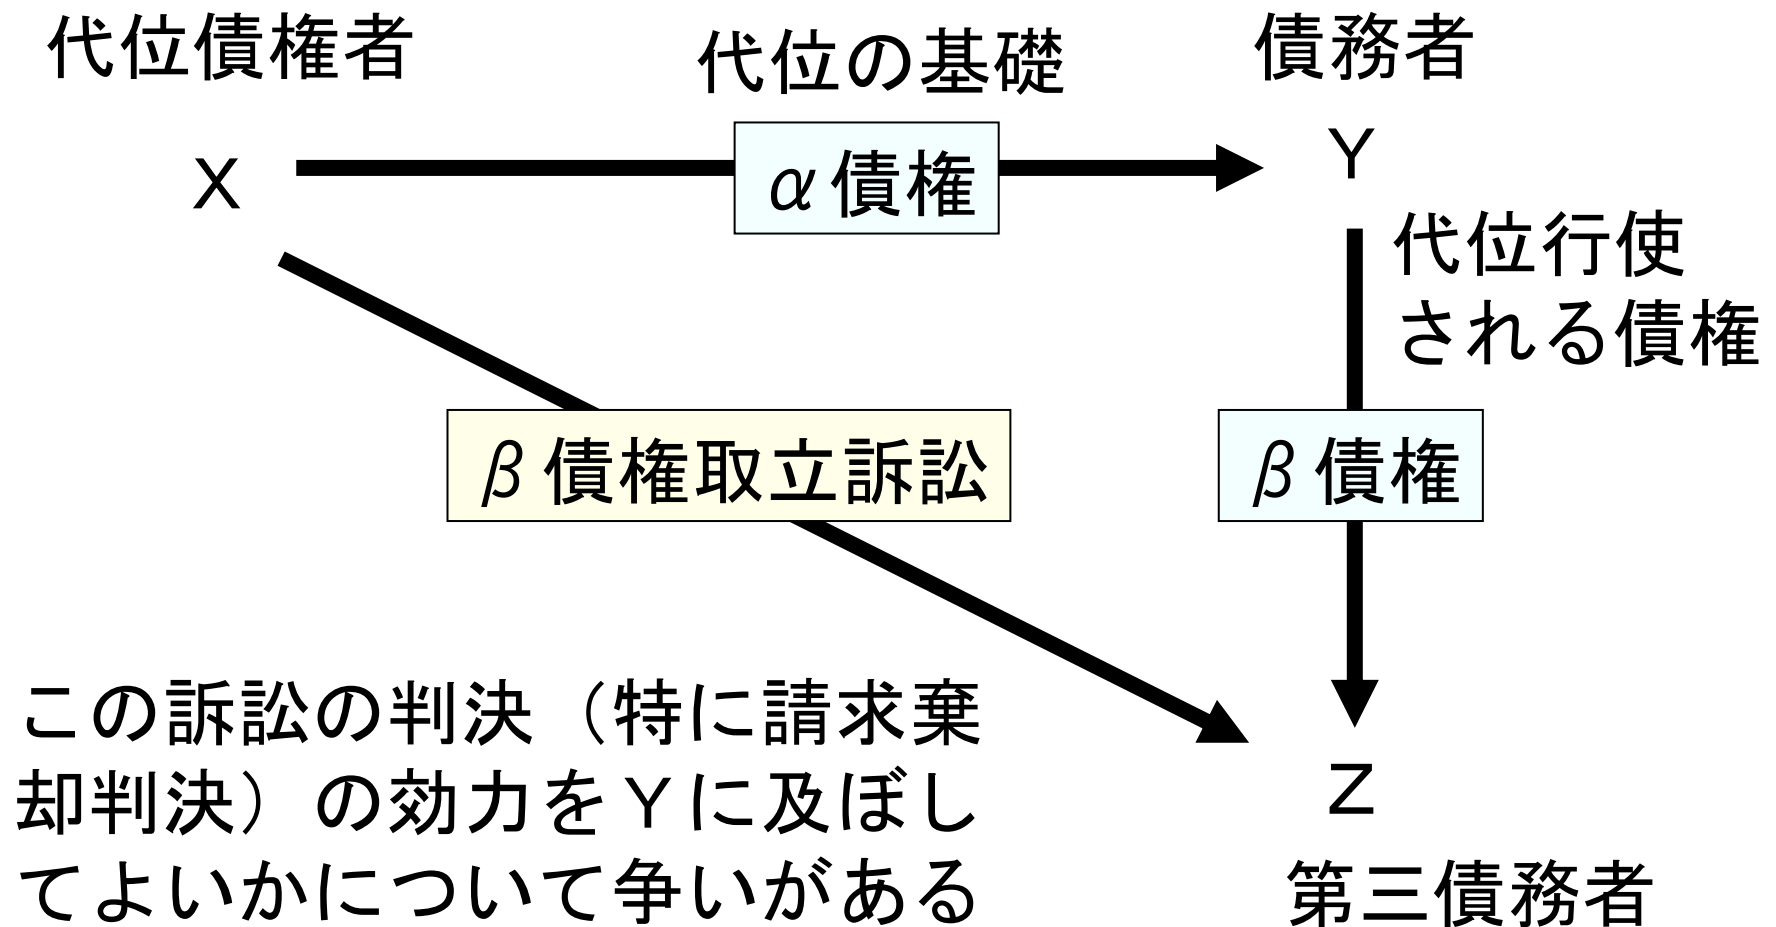 代位債権者
代位の基礎
債務者
X
α債権
Y
代位行使
される債権
β債権取立訴訟
β債権
この訴訟の判決（特に請求棄
却判決）の効力をＹに及ぼし
てよいかについて争いがある
Z
第三債務者